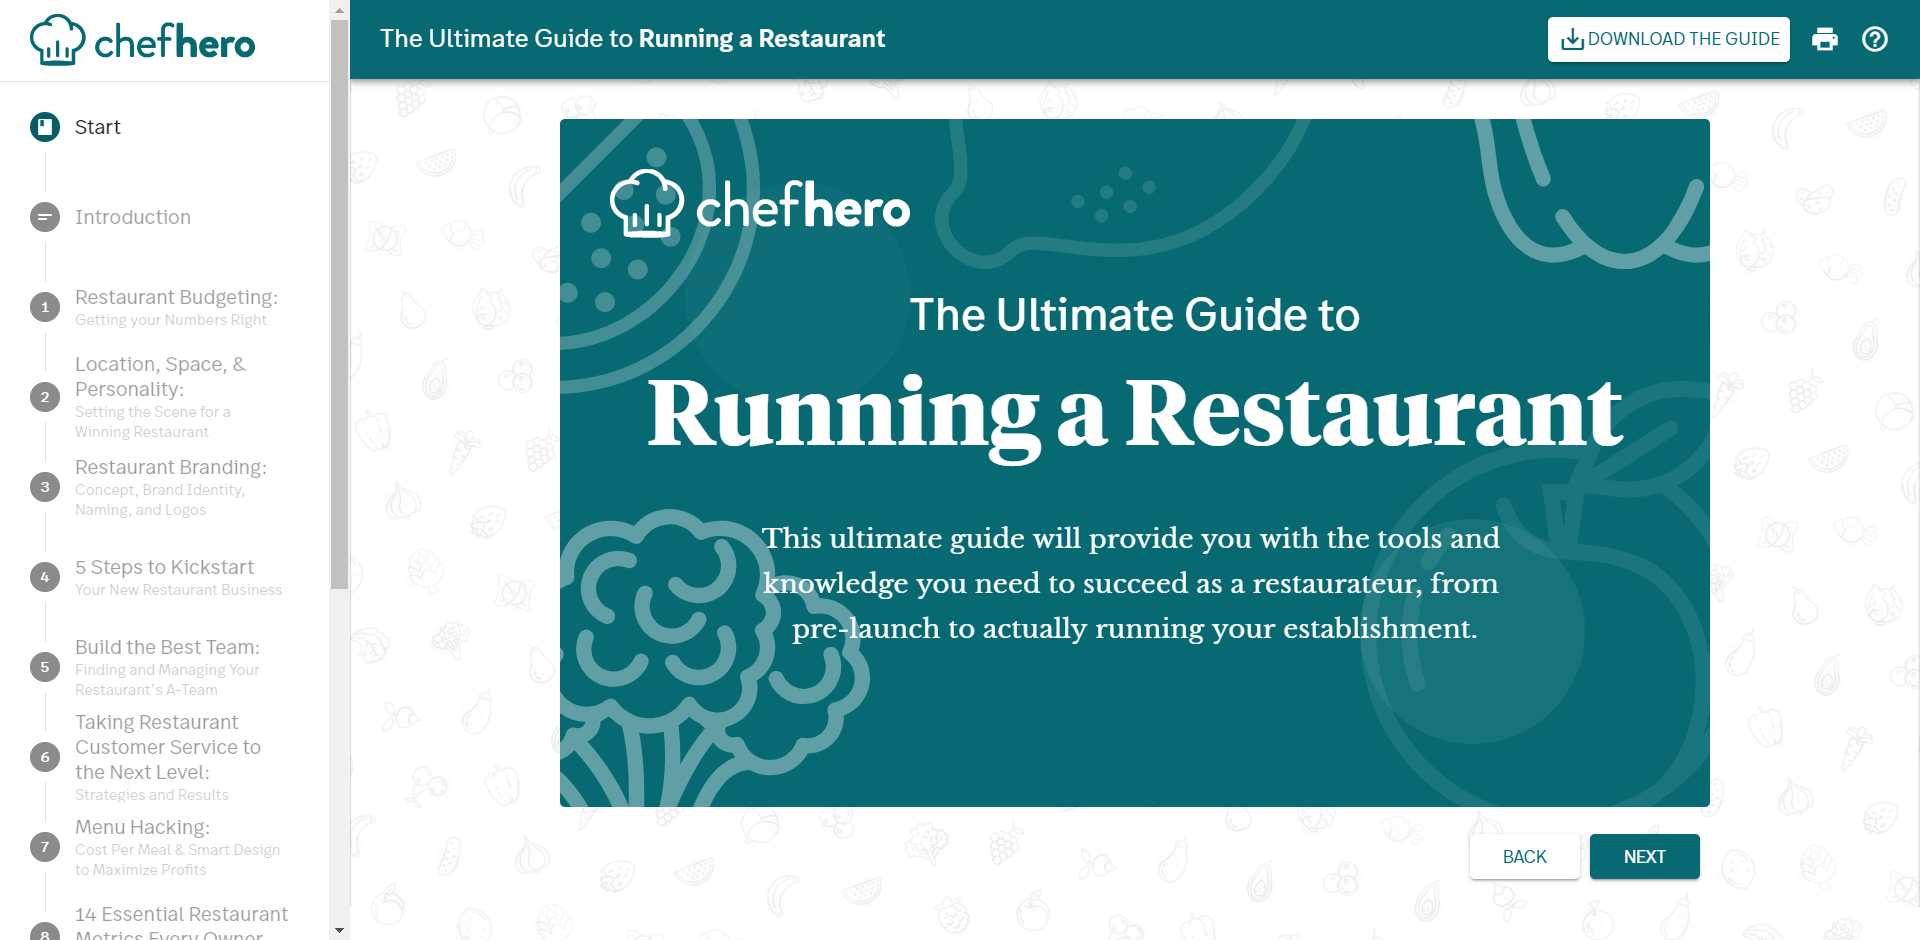 chefhero
The Ultimate Guide to Running a Restaurant
DOWNLOAD THE GUIDE
Start
Introduction
1
Restaurant Budgeting:
Getting your Numbers Right
2
Location, Space, &
Personality:
Setting the Scene for a
Winning Restaurant
3
Restaurant Branding:
Concept, Brand Identity,
Naming, and Logos
4
5 Steps to Kickstart
Your New Restaurant Business
5
Build the Best Team:
Finding and Managing Your
Restaurant's A-Team
6
Taking Restaurant
Customer Service to
the Next Level:
Strategies and Results
7
Menu Hacking:
Cost Per Meal & Smart Design
to Maximize Profits
8
14 Essential Restaurant
Metrics Every Owner
chefhero
The Ultimate Guide to
Running a Restaurant
This ultimate guide will provide you with the tools and
knowledge you need to succeed as a restaurateur, from
pre-launch to actually running your establishment.
BACK
NEXT